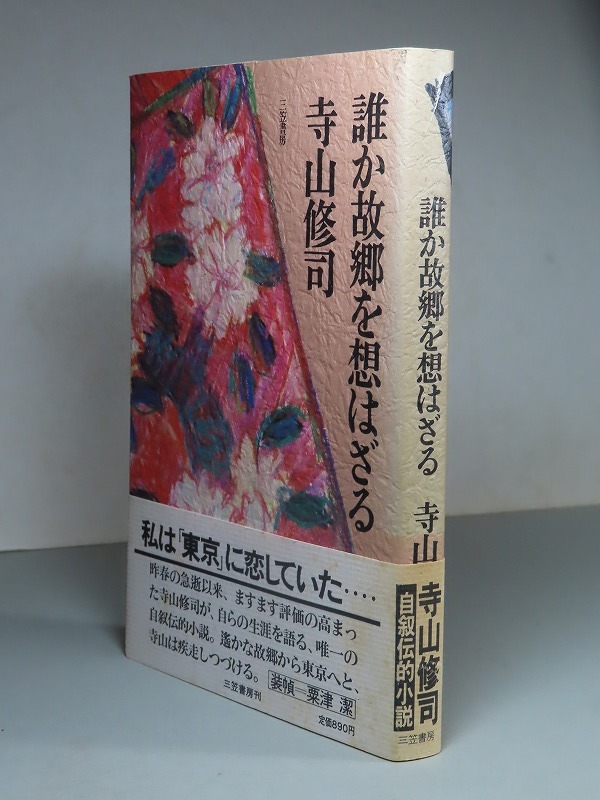 誰か故郷を想はざる
寺山修司
三笠書房
私は「東京」に恋していた‥‥
昨春の急逝以来、ますます評価の高まっ
た寺山修司が、自らの生涯を語る、唯一の
自叙伝的小説。遙かな故郷から東京へと、
寺山は疾走しつづける。
装幀＝粟津 潔
三笠書房刊
定価890円
誰か故郷を想はざる
寺山
寺山修司
自叙伝的小説
三笠書房